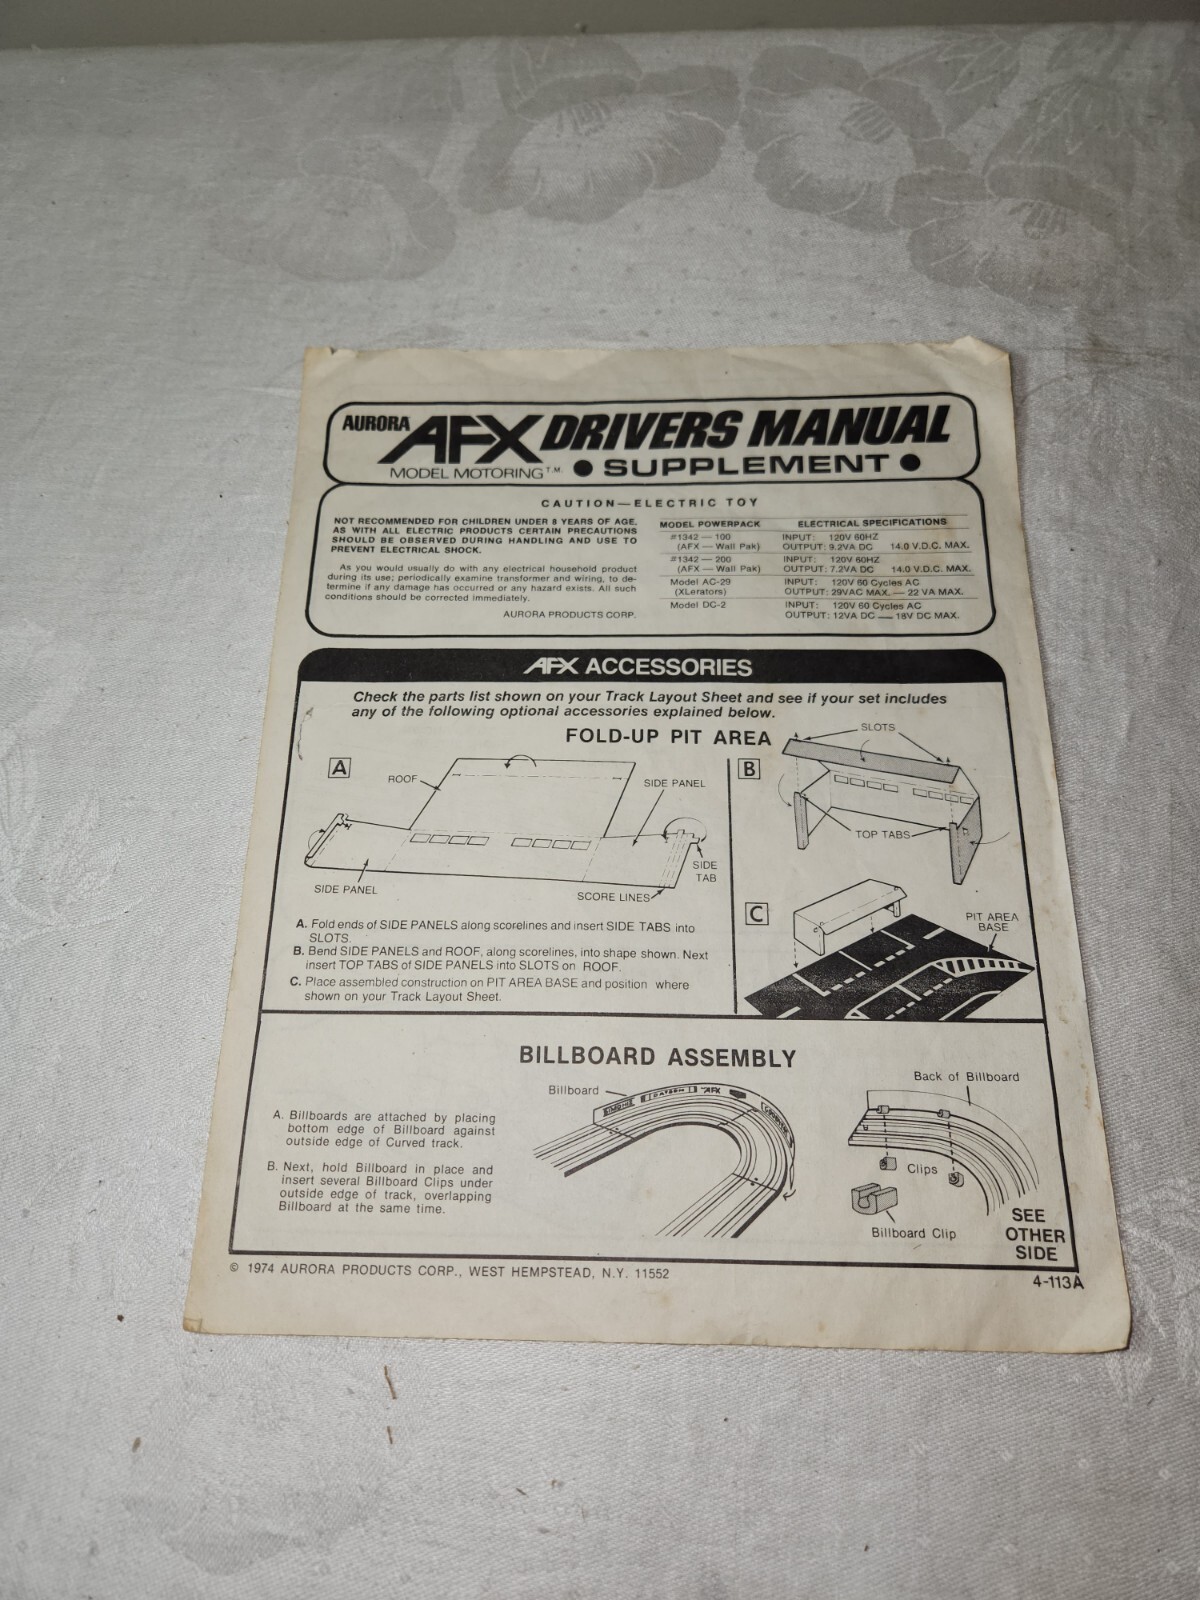 AURORA AFX DRIVERS MANUAL
MODEL MOTORING T.M. ● SUPPLEMENT ●
CAUTION—ELECTRIC TOY
NOT RECOMMENDED FOR CHILDREN UNDER 8 YEARS OF AGE.
AS WITH ALL ELECTRIC PRODUCTS CERTAIN PRECAUTIONS
SHOULD BE OBSERVED DURING HANDLING AND USE TO
PREVENT ELECTRICAL SHOCK.
As you would usually do with any electrical household product
during its use; periodically examine transformer and wiring, to de-
termine if any damage has occurred or any hazard exists. All such
conditions should be corrected immediately.
AURORA PRODUCTS CORP.
MODEL POWERPACK ELECTRICAL SPECIFICATIONS
#1342 — 100 INPUT: 120V 60HZ
(AFX — Wall Pak) OUTPUT: 9.2VA DC 14.0 V.D.C. MAX.
#1342 — 200 INPUT: 120V 60HZ
(AFX — Wall Pak) OUTPUT: 7.2VA DC 14.0 V.D.C. MAX.
Model AC-29 INPUT: 120V 60 Cycles AC
(XLerators) OUTPUT: 29VAC MAX. — 22 VA MAX.
Model DC-2 INPUT: 120V 60 Cycles AC
OUTPUT: 12VA DC — 18V DC MAX.
AFX ACCESSORIES
Check the parts list shown on your Track Layout Sheet and see if your set includes
any of the following optional accessories explained below.
FOLD-UP PIT AREA
A
ROOF
SIDE PANEL
SIDE PANEL
SIDE
TAB
SCORE LINES
B
SLOTS
TOP TABS
C
PIT AREA
BASE
A. Fold ends of SIDE PANELS along scorelines and insert SIDE TABS into
SLOTS.
B. Bend SIDE PANELS and ROOF, along scorelines, into shape shown. Next
insert TOP TABS of SIDE PANELS into SLOTS on ROOF.
C. Place assembled construction on PIT AREA BASE and position where
shown on your Track Layout Sheet.
BILLBOARD ASSEMBLY
A. Billboards are attached by placing
bottom edge of Billboard against
outside edge of Curved track.
B. Next, hold Billboard in place and
insert several Billboard Clips under
outside edge of track, overlapping
Billboard at the same time.
Billboard
AFX
Back of Billboard
Clips
Billboard Clip
SEE
OTHER
SIDE
© 1974 AURORA PRODUCTS CORP., WEST HEMPSTEAD, N.Y. 11552
4-113A